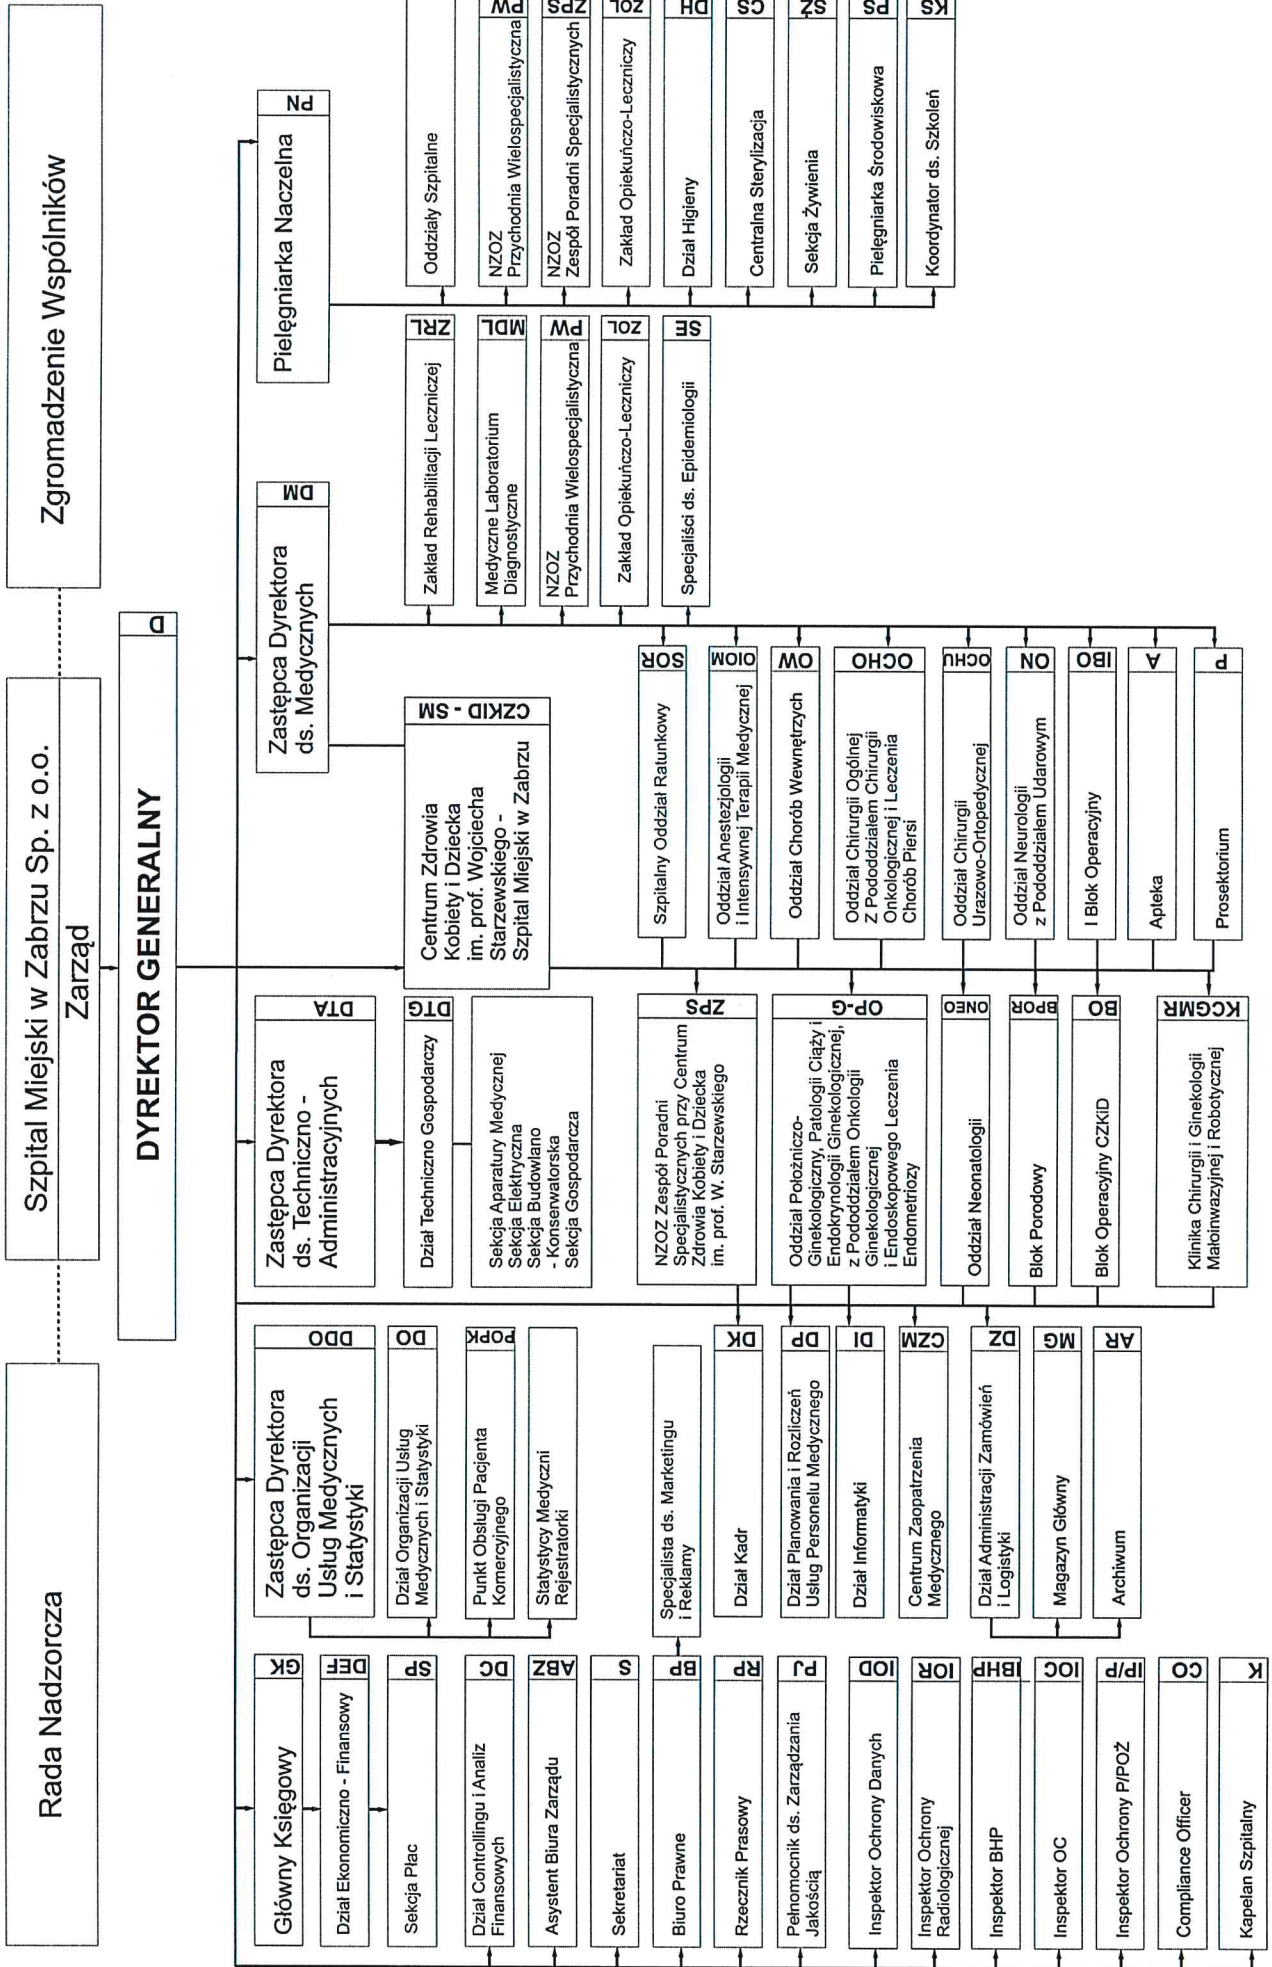 Rada Nadzorcza
Szpital Miejski w Zabrzu Sp. z o.o.
Zarząd
Zgromadzenie Wspólników
DYREKTOR GENERALNY
D
Główny Księgowy
GK
Dział Ekonomiczno - Finansowy
DEF
Sekcja Płac
SP
Dział Controllingu i Analiz
Finansowych
DC
Asystent Biura Zarządu
ABZ
Sekretariat
S
Biuro Prawne
BP
Rzecznik Prasowy
RP
Pełnomocnik ds. Zarządzania
Jakością
PJ
Inspektor Ochrony Danych
IOD
Inspektor Ochrony
Radiologicznej
IOR
Inspektor BHP
IBHP
Inspektor OC
IOC
Inspektor Ochrony P/POŻ
IP/P
Compliance Officer
CO
Kapelan Szpitalny
K
Zastępca Dyrektora
ds. Organizacji
Usług Medycznych
i Statystyki
DDO
Dział Organizacji Usług
Medycznych i Statystyki
DO
Punkt Obsługi Pacjenta
Komercyjnego
POPK
Statystycy Medyczni
Rejestratorki
Specjalista ds. Marketingu
i Reklamy
Dział Kadr
DK
Dział Planowania i Rozliczeń
Usług Personelu Medycznego
DP
Dział Informatyki
DI
Centrum Zaopatrzenia
Medycznego
CZM
Dział Administracji Zamówień
i Logistyki
DZ
Magazyn Główny
MG
Archiwum
AR
Zastępca Dyrektora
ds. Techniczno -
Administracyjnych
DTA
Dział Techniczno Gospodarczy
DTG
Sekcja Aparatury Medycznej
Sekcja Elektryczna
Sekcja Budowlano
- Konserwatorska
Sekcja Gospodarcza
NZOZ Zespół Poradni
Specjalistycznych przy Centrum
Zdrowia Kobiety i Dziecka
im. prof. W. Starzewskiego
ZPS
Oddział Położniczo-
Ginekologiczny, Patologii Ciąży i
Endokrynologii Ginekologicznej,
z Pododdziałem Onkologii
Ginekologicznej
i Endoskopowego Leczenia
Endometriozy
OP-G
Oddział Neonatologii
ONEO
Blok Porodowy
BPOR
Blok Operacyjny CZKiD
BO
Klinika Chirurgii i Ginekologii
Małoinwazyjnej i Robotycznej
KCGMR
Zastępca Dyrektora
ds. Medycznych
DM
Centrum Zdrowia
Kobiety i Dziecka
im. prof. Wojciecha
Starzewskiego -
Szpital Miejski w Zabrzu
CZKID - SM
Szpitalny Oddział Ratunkowy
SOR
Oddział Anestezjologii
i Intensywnej Terapii Medycznej
OIOM
Oddział Chorób Wewnętrzych
OW
Oddział Chirurgii Ogólnej
Z Pododdziałem Chirurgii
Onkologicznej i Leczenia
Chorób Piersi
OCHO
Oddział Chirurgii
Urazowo-Ortopedycznej
OCHU
Oddział Neurologii
z Pododdziałem Udarowym
ON
I Blok Operacyjny
IBO
Apteka
A
Prosektorium
P
Zakład Rehabilitacji Leczniczej
ZRL
Medyczne Laboratorium
Diagnostyczne
MDL
NZOZ
Przychodnia Wielospecjalistyczna
PW
Zakład Opiekuńczo-Leczniczy
ZOL
Specjaliści ds. Epidemiologii
SE
Pielęgniarka Naczelna
PN
Oddziały Szpitalne
NZOZ
Przychodnia Wielospecjalistyczna
PW
NZOZ
Zespół Poradni Specjalistycznych
ZPS
Zakład Opiekuńczo-Leczniczy
ZOL
Dział Higieny
DH
Centralna Sterylizacja
CS
Sekcja Żywienia
SŻ
Pielęgniarka Środowiskowa
PS
Koordynator ds. Szkoleń
KS